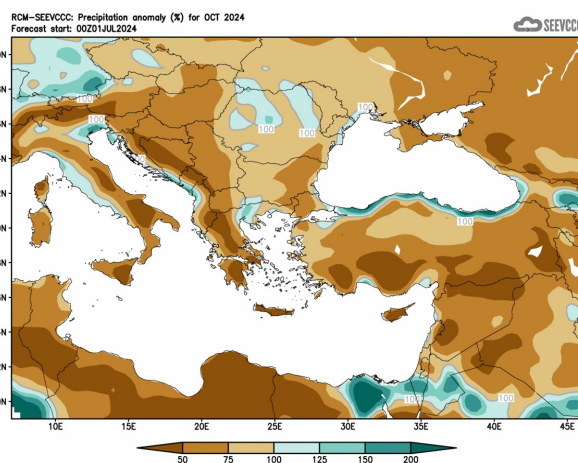 RCM-SEEVCCC: Precipitation anomaly (%) for OCT 2024
Forecast start: 00Z01JUL2024
SEEVCCC
100
100
100
100
100
100
100
100
100
10E
15E
20E
25E
30E
35E
40E
45E
50
75
100
125
150
200